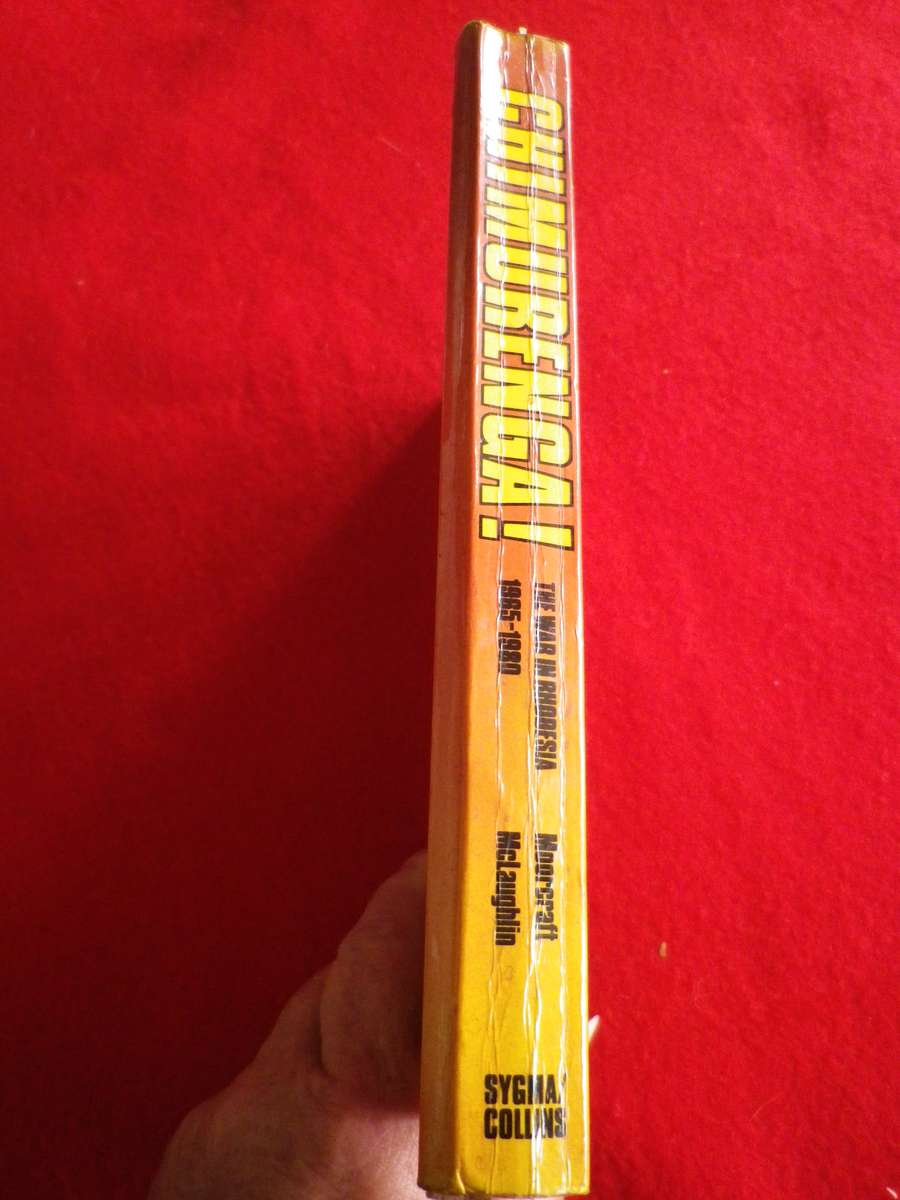 CHIMURENGA!
THE WAR IN RHODESIA
1965-1980
Moorcraft
McLaughlin
SYGMA/
COLLINS